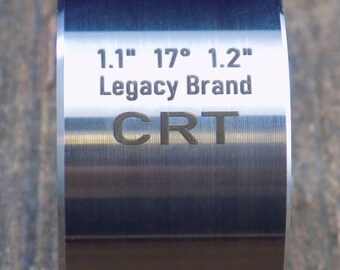 1.1" 17° 1.2"
Legacy Brand
CRT